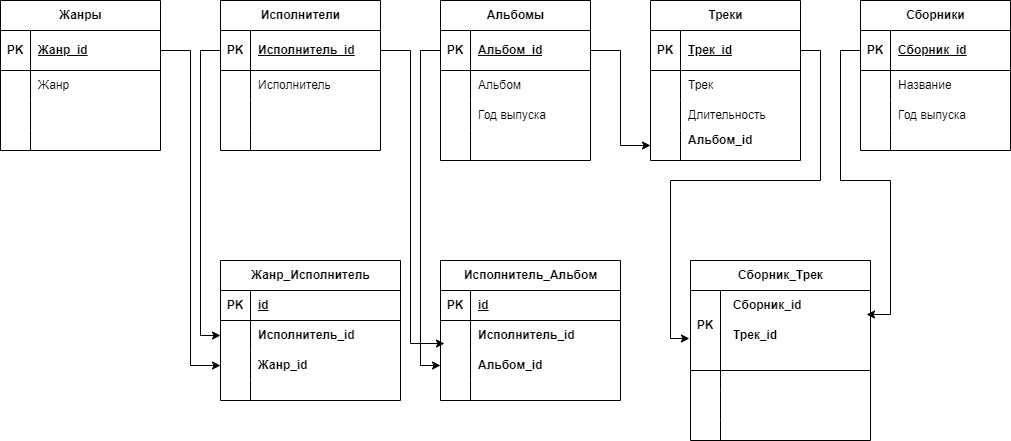 Жанры
PK Жанр_id
Жанр
Исполнители
PK Исполнитель_id
Исполнитель
Альбомы
PK Альбом_id
Альбом
Год выпуска
Треки
PK Трек_id
Трек
Длительность
Альбом_id
Сборники
PK Сборник_id
Название
Год выпуска
Жанр_Исполнитель
PK id
Исполнитель_id
Жанр_id
Исполнитель_Альбом
PK id
Исполнитель_id
Альбом_id
Сборник_Трек
Сборник_id
PK
Трек_id